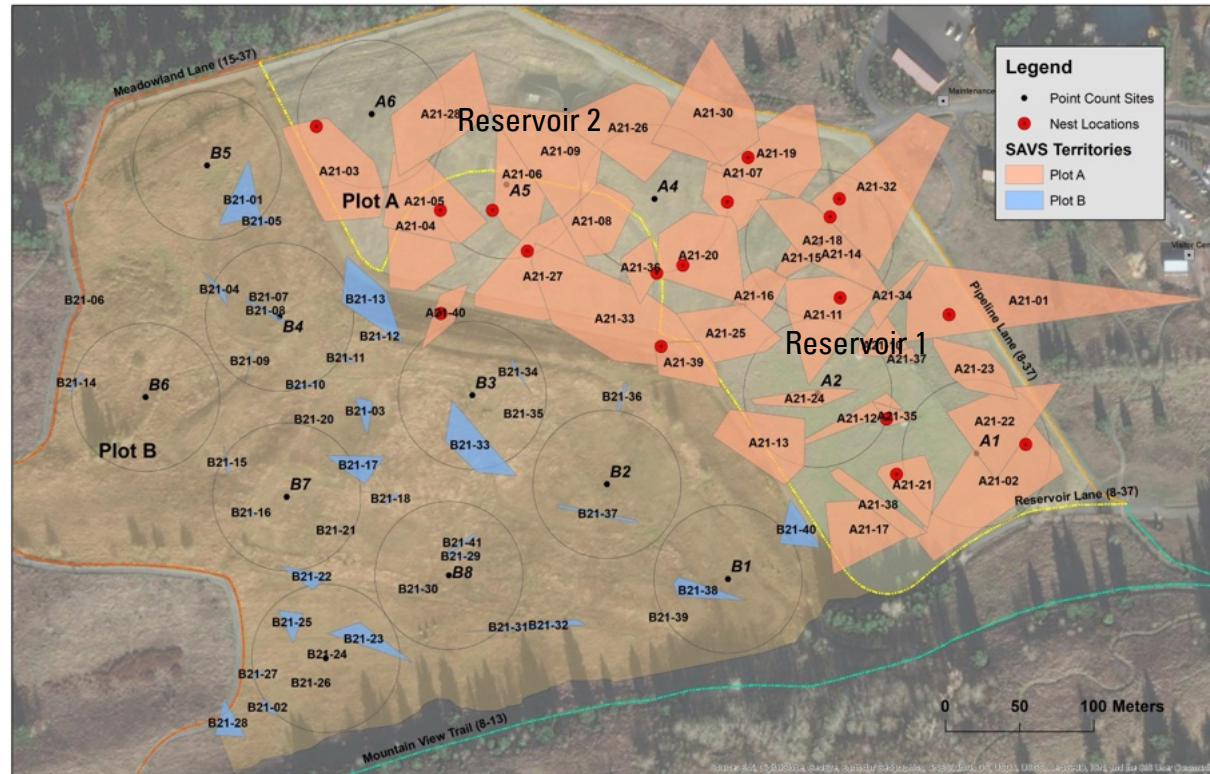 Meadowland Lane (15-37)
Maintenance
Legend
Point Count Sites
Nest Locations
SAVS Territories
Plot A
Plot B
A6
A21-28
Reservoir 2
A21-26
A21-30
A21-09
A21-19
A21-03
A21-06
A5
A21-07
A4
A21-32
B5
B21-01
B21-05
Plot A
A21-05
A21-04
A21-08
A21-18
A21-15
A21-14
Visitor Cen
A21-20
A21-36
A21-27
B21-04
B21-07
B21-08
B4
B21-13
B21-06
A21-16
A21-34
A21-11
A21-01
Pipeline Lane (8-37)
A21-40
A21-33
A21-25
B21-12
B21-11
B21-09
Reservoir 1
A21-37
A21-39
A21-23
B21-14
B6
B21-10
B3
B21-34
B21-36
A2
A21-24
B21-03
B21-20
B21-35
A21-12
A21-35
A21-22
Plot B
B21-33
A21-13
A1
B21-15
B21-17
B2
A21-02
A21-21
B7
B21-18
B21-16
B21-37
A21-38
Reservoir Lane (8-37)
B21-21
B21-40
A21-17
B21-41
B21-29
B8
B21-22
B21-30
B1
B21-38
B21-39
B21-25
B21-31
B21-32
B21-23
B21-24
B21-27
B21-26
B21-02
B21-28
Mountain View Trail (8-13)
0 50 100 Meters